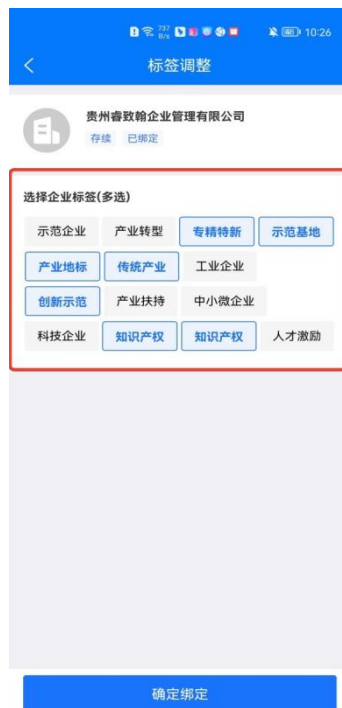 737 B/s 40 10:26
标签调整
贵州睿致翰企业管理有限公司
存续 已绑定
选择企业标签(多选)
示范企业 产业转型 专精特新 示范基地
产业地标 传统产业 工业企业
创新示范 产业扶持 中小微企业
科技企业 知识产权 知识产权 人才激励
确定绑定